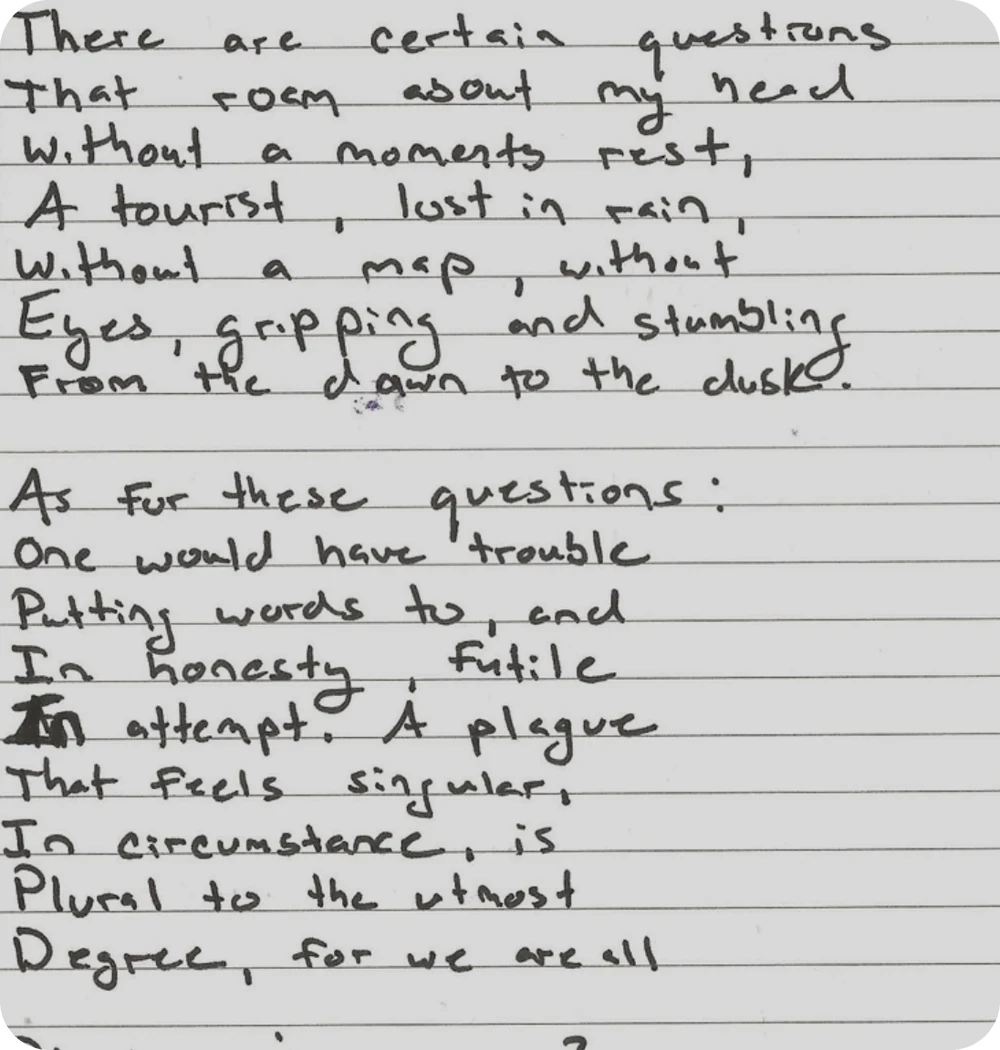 There are certain questions
That roam about my head
Without a moments rest,
A tourist, lost in rain,
Without a map, without
Eyes, gripping and stumbling
From the dawn to the dusk.
As for these questions:
One would have trouble
Putting words to, and
In honesty, futile
In attempt. A plague
That feels singular,
In circumstance, is
Plural to the utmost
Degree, for we are all